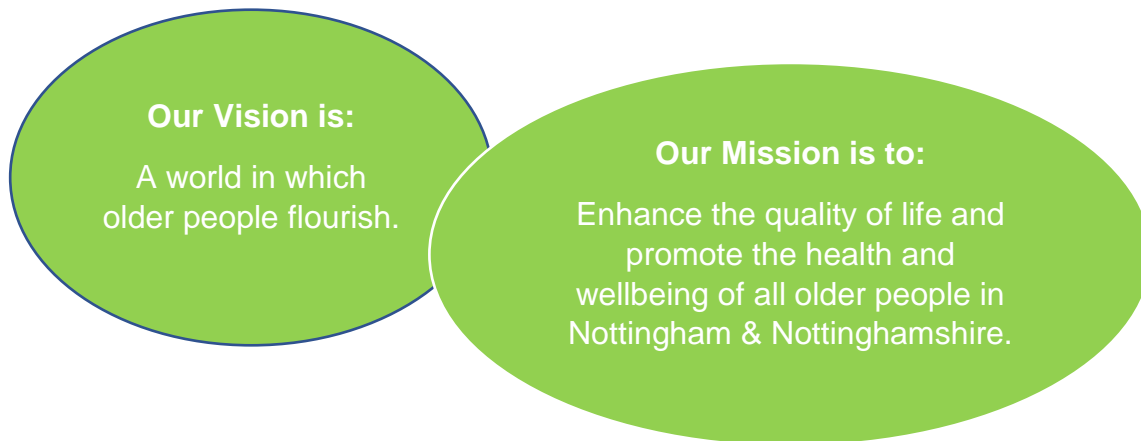 Our Vision is:
A world in which
older people flourish.
Our Mission is to:
Enhance the quality of life and
promote the health and
wellbeing of all older people in
Nottingham & Nottinghamshire.